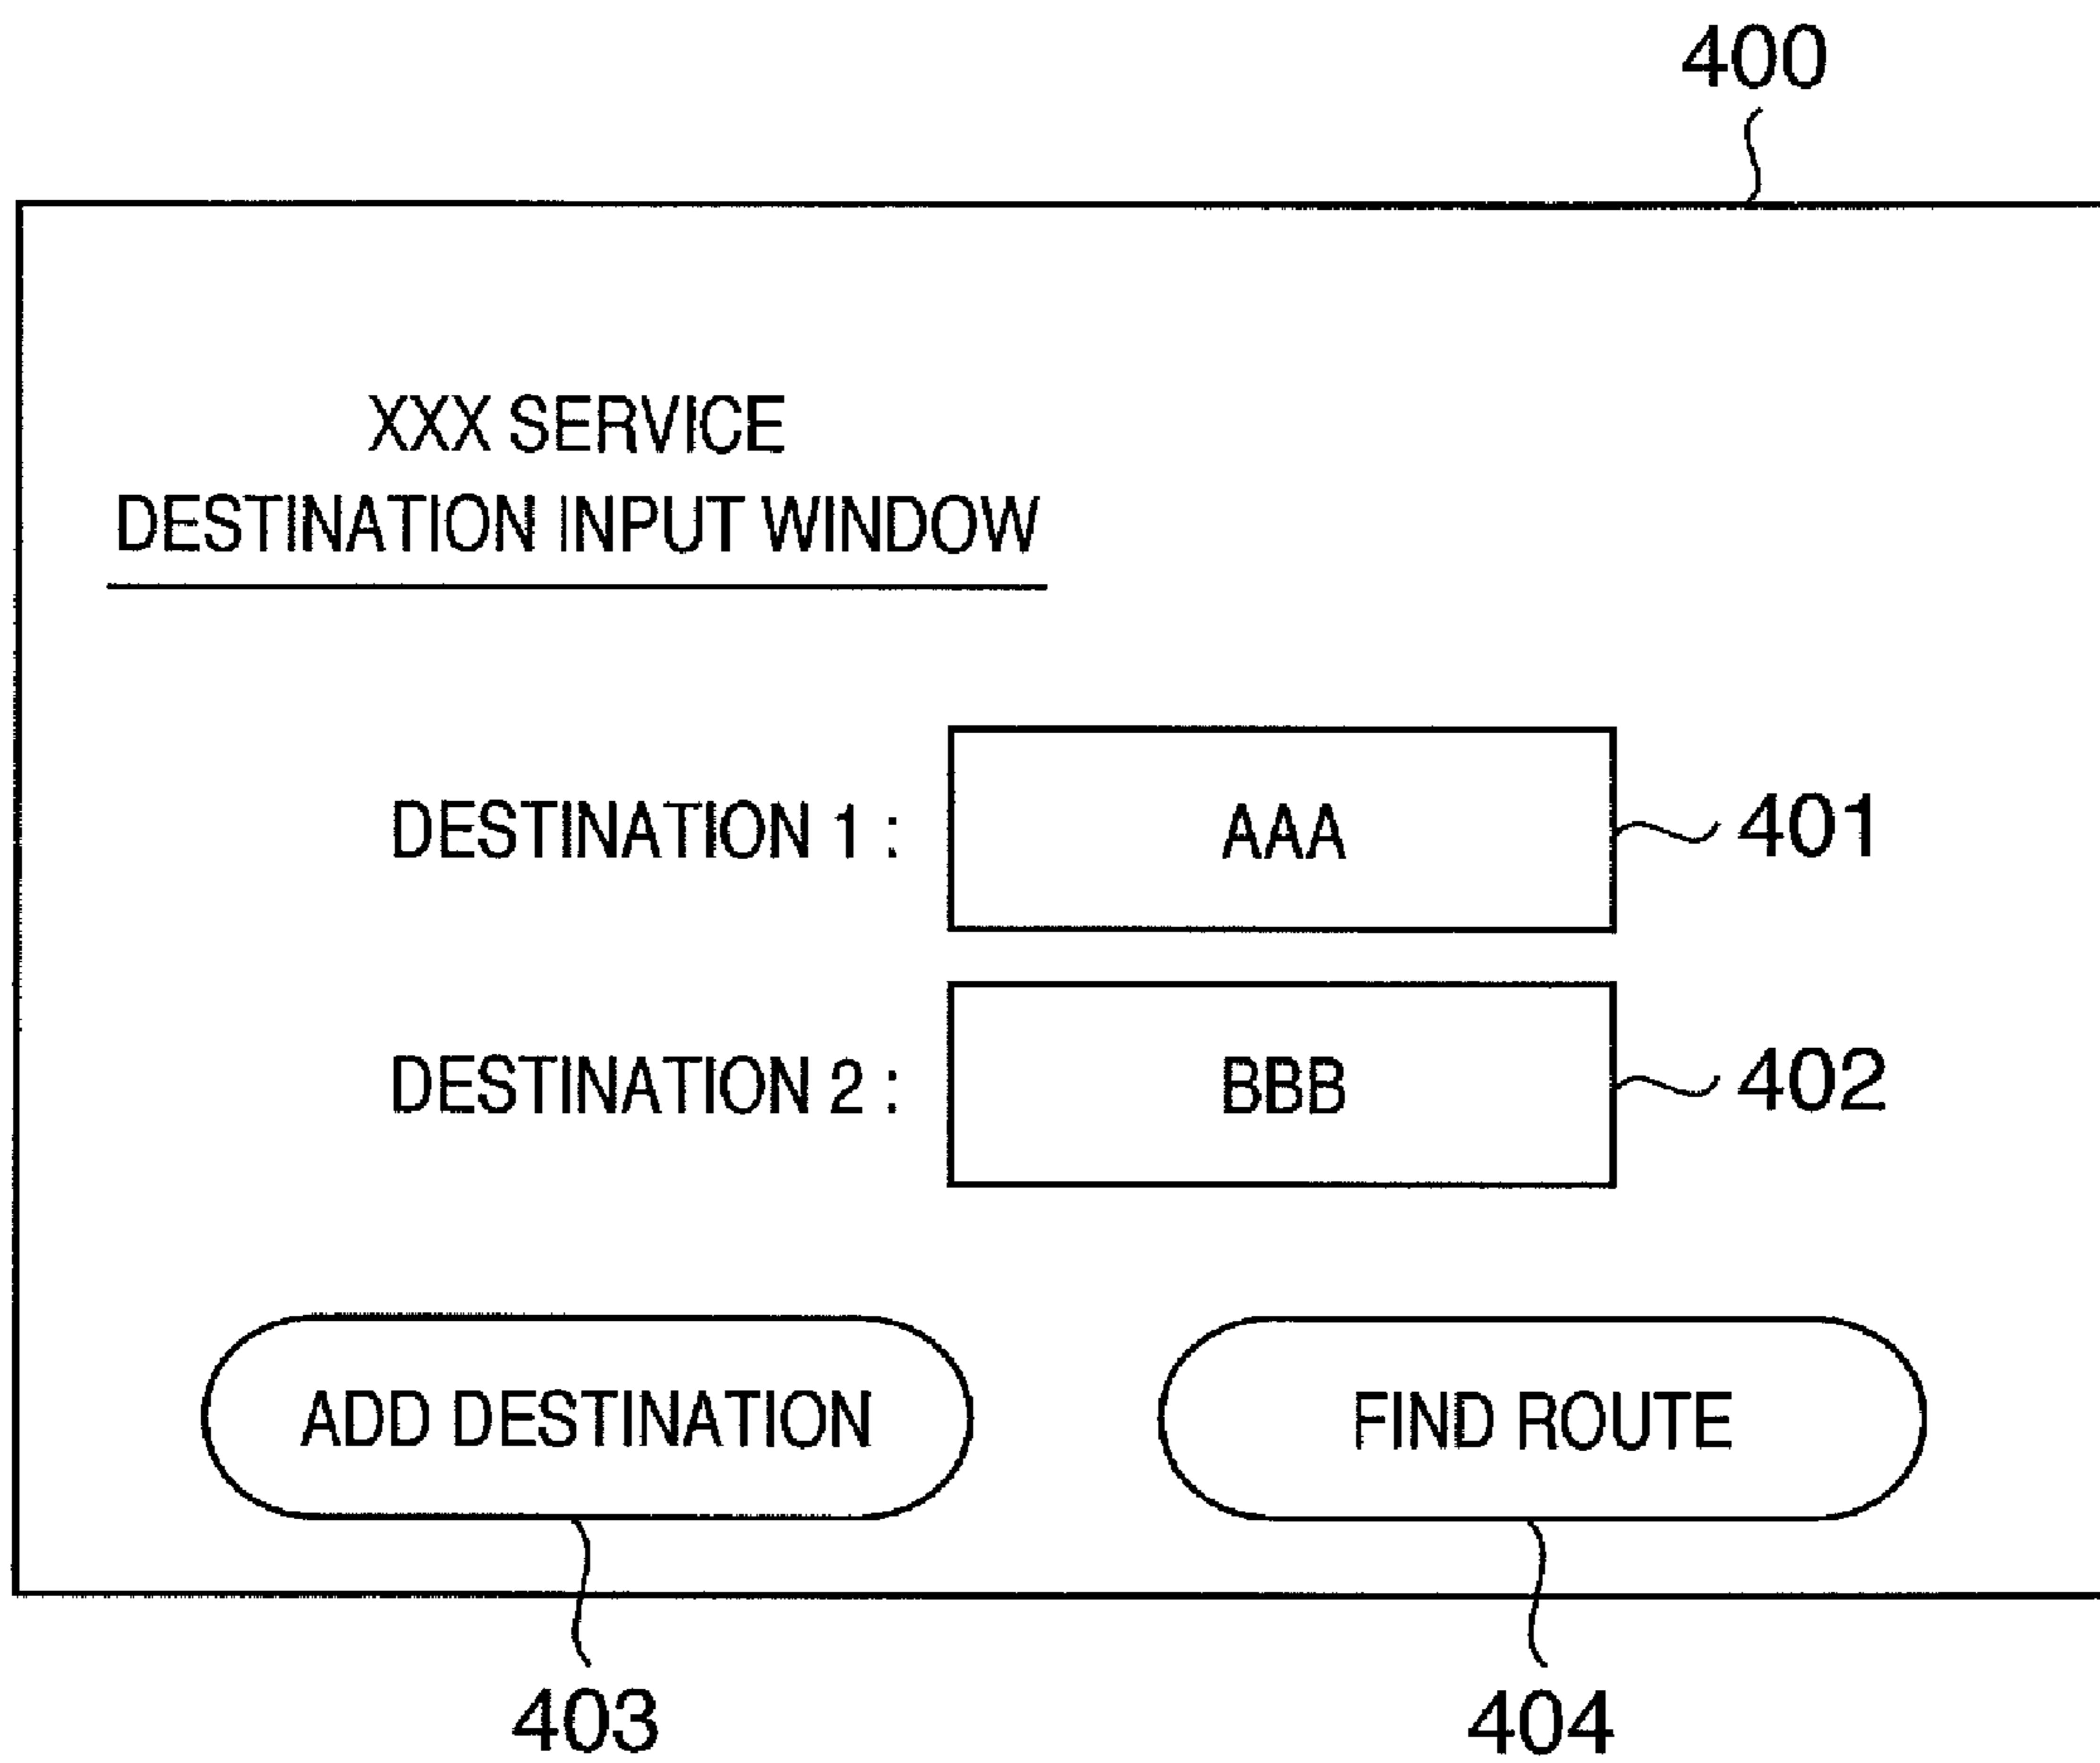 400
XXX SERVICE
DESTINATION INPUT WINDOW
DESTINATION 1 : AAA 401
DESTINATION 2 : BBB 402
ADD DESTINATION FIND ROUTE
403 404